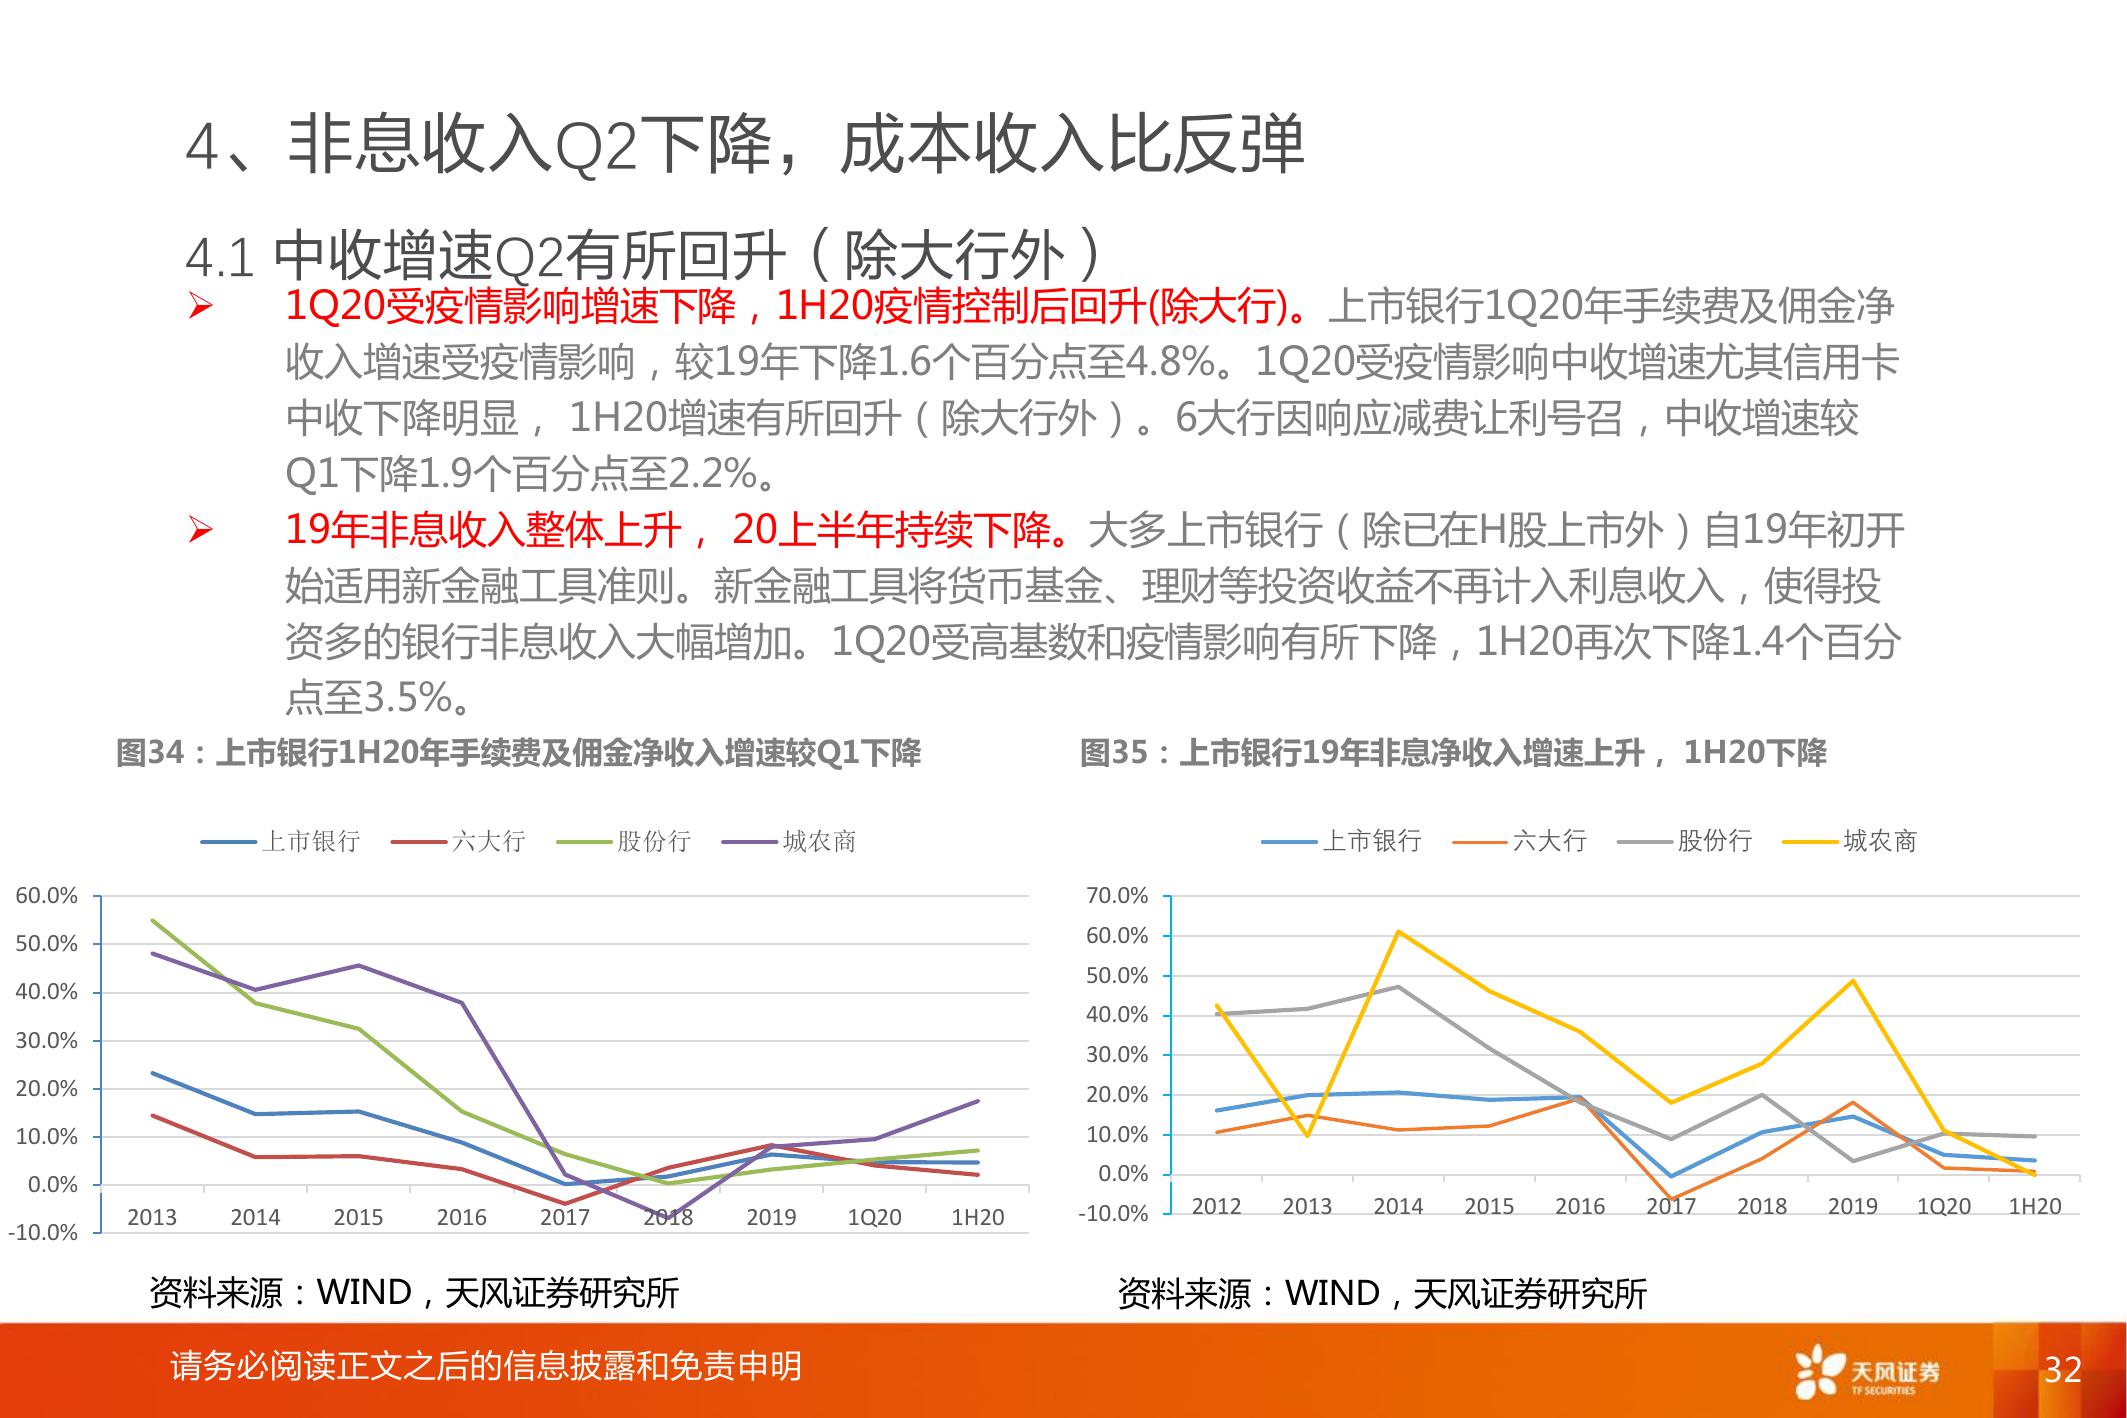 4、非息收入Q2下降，成本收入比反弹
4.1 中收增速Q2有所回升（除大行外）
➢ 1Q20受疫情影响增速下降，1H20疫情控制后回升(除大行)。上市银行1Q20年手续费及佣金净
收入增速受疫情影响，较19年下降1.6个百分点至4.8%。1Q20受疫情影响中收增速尤其信用卡
中收下降明显， 1H20增速有所回升（除大行外）。6大行因响应减费让利号召，中收增速较
Q1下降1.9个百分点至2.2%。
➢ 19年非息收入整体上升， 20上半年持续下降。大多上市银行（除已在H股上市外）自19年初开
始适用新金融工具准则。新金融工具将货币基金、理财等投资收益不再计入利息收入，使得投
资多的银行非息收入大幅增加。1Q20受高基数和疫情影响有所下降，1H20再次下降1.4个百分
点至3.5%。
图34：上市银行1H20年手续费及佣金净收入增速较Q1下降
上市银行 六大行 股份行 城农商
60.0%
50.0%
40.0%
30.0%
20.0%
10.0%
0.0%
-10.0%
2013 2014 2015 2016 2017 2018 2019 1Q20 1H20
资料来源：WIND，天风证券研究所
图35：上市银行19年非息净收入增速上升， 1H20下降
上市银行 六大行 股份行 城农商
70.0%
60.0%
50.0%
40.0%
30.0%
20.0%
10.0%
0.0%
-10.0%
2012 2013 2014 2015 2016 2017 2018 2019 1Q20 1H20
资料来源：WIND，天风证券研究所
请务必阅读正文之后的信息披露和免责申明
天风证券
TF SECURITIES
32